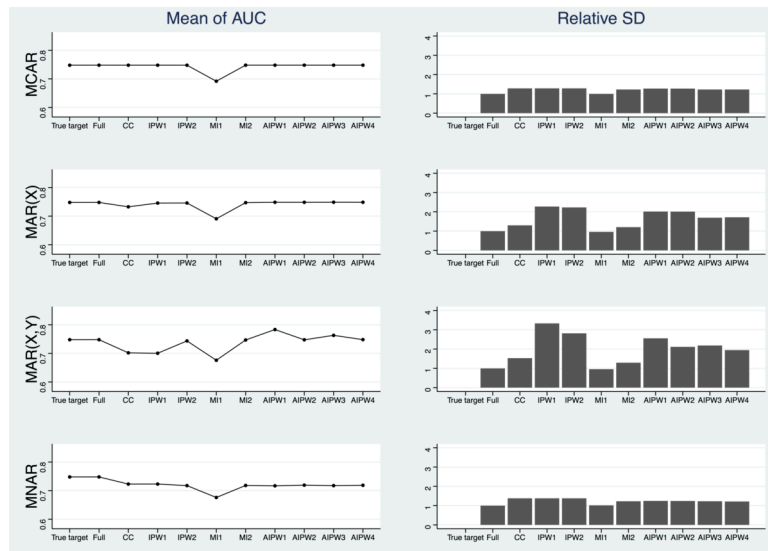 Mean of AUC
Relative SD
MCAR
0.8
0.7
0.6
True target Full CC IPW1 IPW2 MI1 MI2 AIPW1 AIPW2 AIPW3 AIPW4
4
3
2
1
0
True target Full CC IPW1 IPW2 MI1 MI2 AIPW1 AIPW2 AIPW3 AIPW4
MAR(X)
0.8
0.7
0.6
True target Full CC IPW1 IPW2 MI1 MI2 AIPW1 AIPW2 AIPW3 AIPW4
4
3
2
1
0
True target Full CC IPW1 IPW2 MI1 MI2 AIPW1 AIPW2 AIPW3 AIPW4
MAR(X,Y)
0.8
0.7
0.6
True target Full CC IPW1 IPW2 MI1 MI2 AIPW1 AIPW2 AIPW3 AIPW4
4
3
2
1
0
True target Full CC IPW1 IPW2 MI1 MI2 AIPW1 AIPW2 AIPW3 AIPW4
MNAR
0.8
0.7
0.6
True target Full CC IPW1 IPW2 MI1 MI2 AIPW1 AIPW2 AIPW3 AIPW4
4
3
2
1
0
True target Full CC IPW1 IPW2 MI1 MI2 AIPW1 AIPW2 AIPW3 AIPW4